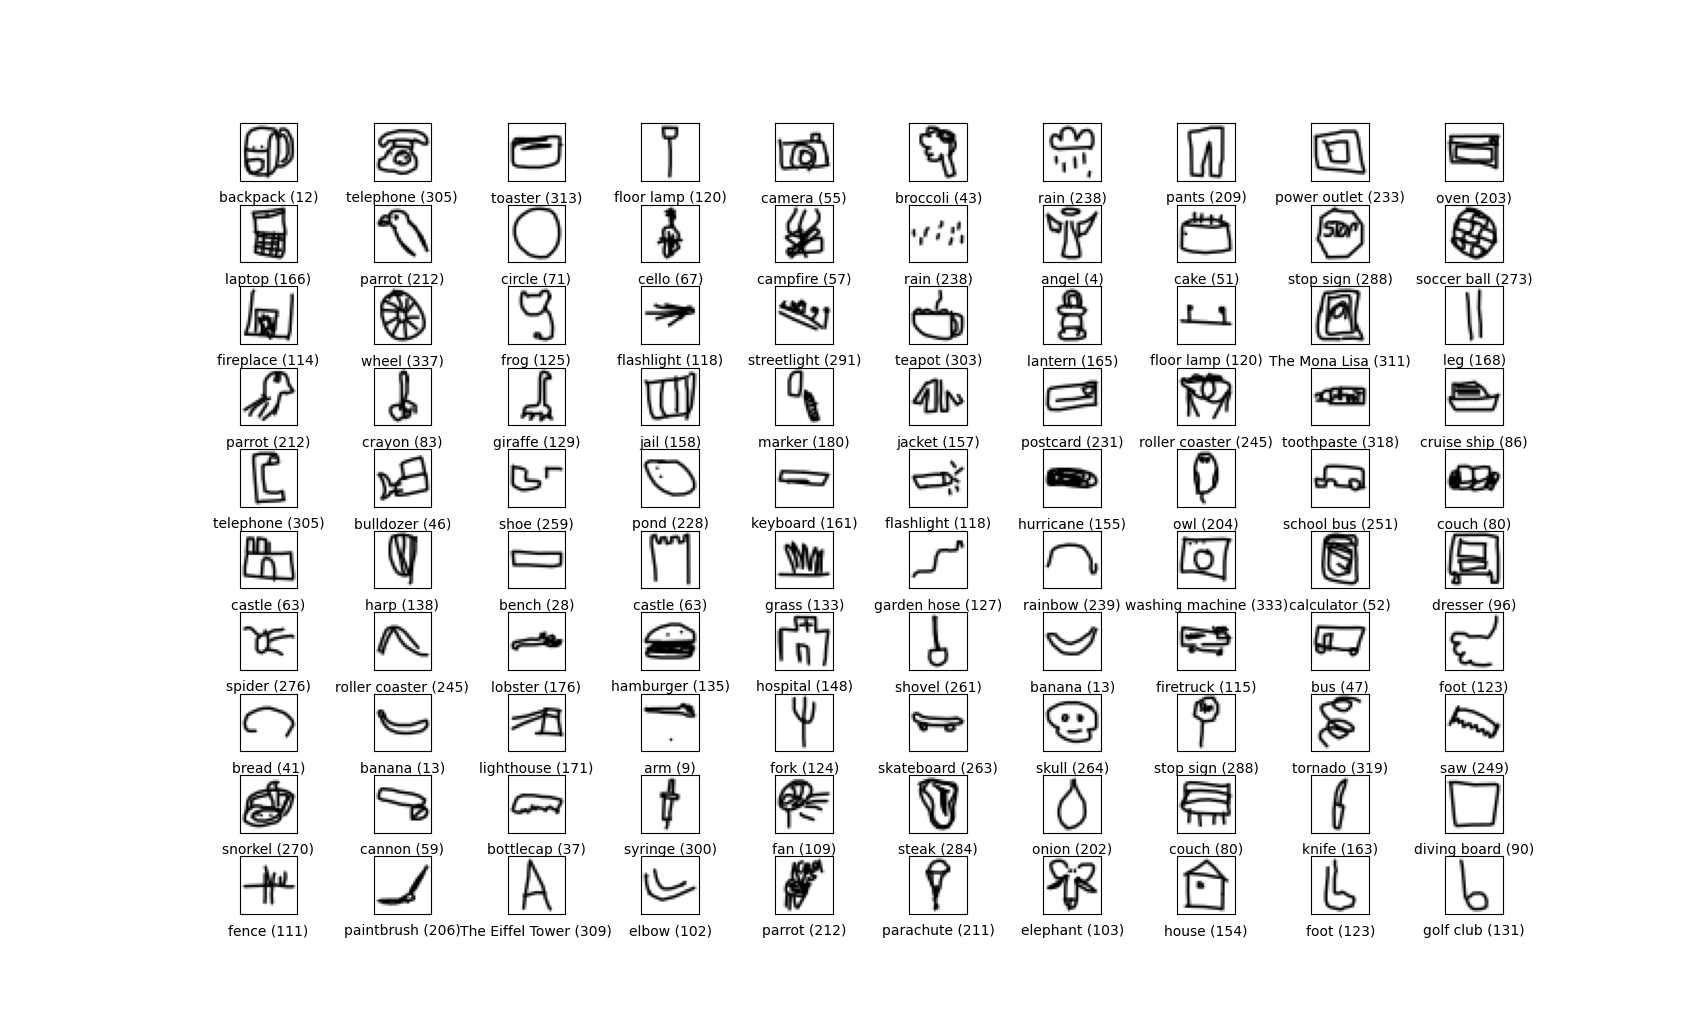 backpack (12) telephone (305) toaster (313) floor lamp (120) camera (55) broccoli (43) rain (238) pants (209) power outlet (233) oven (203)
STOP
laptop (166) parrot (212) circle (71) cello (67) campfire (57) rain (238) angel (4) cake (51) stop sign (288) soccer ball (273)
fireplace (114) wheel (337) frog (125) flashlight (118) streetlight (291) teapot (303) lantern (165) floor lamp (120) The Mona Lisa (311) leg (168)
parrot (212) crayon (83) giraffe (129) jail (158) marker (180) jacket (157) postcard (231) roller coaster (245) toothpaste (318) cruise ship (86)
telephone (305) bulldozer (46) shoe (259) pond (228) keyboard (161) flashlight (118) hurricane (155) owl (204) school bus (251) couch (80)
castle (63) harp (138) bench (28) castle (63) grass (133) garden hose (127) rainbow (239) washing machine (333) calculator (52) dresser (96)
spider (276) roller coaster (245) lobster (176) hamburger (135) hospital (148) shovel (261) banana (13) firetruck (115) bus (47) foot (123)
bread (41) banana (13) lighthouse (171) arm (9) fork (124) skateboard (263) skull (264) stop sign (288) tornado (319) saw (249)
snorkel (270) cannon (59) bottlecap (37) syringe (300) fan (109) steak (284) onion (202) couch (80) knife (163) diving board (90)
fence (111) paintbrush (206) The Eiffel Tower (309) elbow (102) parrot (212) parachute (211) elephant (103) house (154) foot (123) golf club (131)